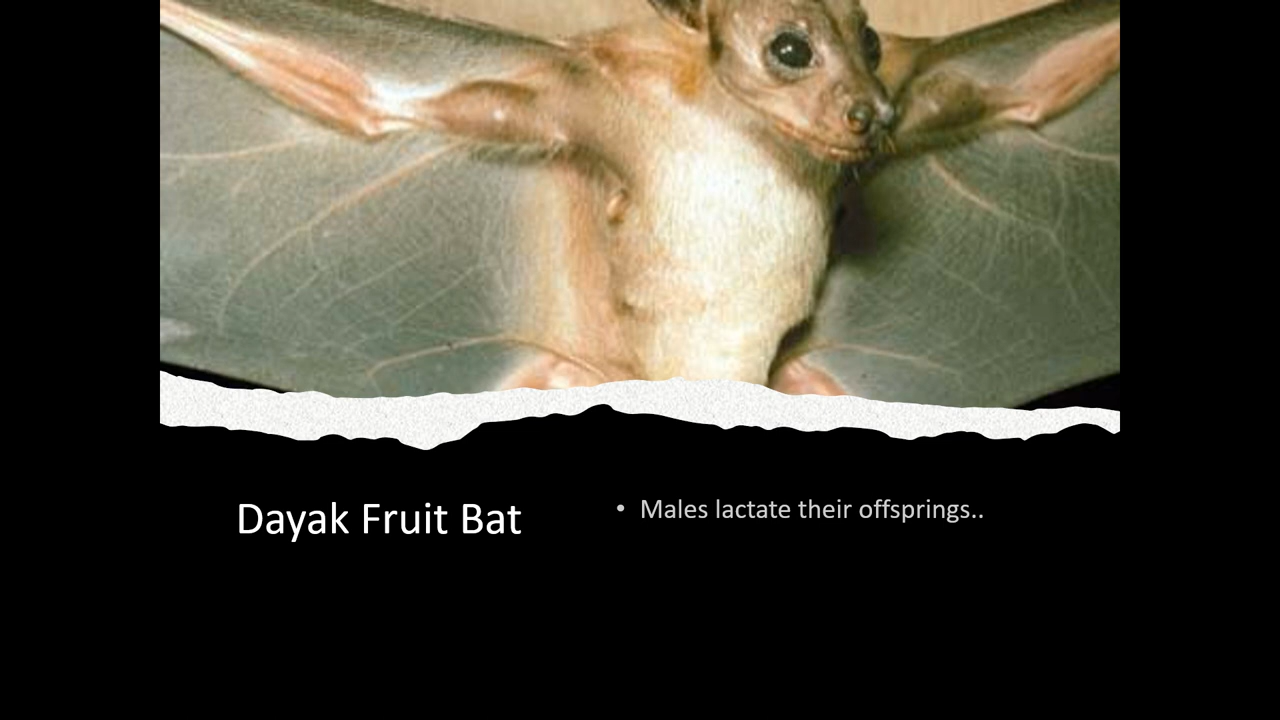 Dayak Fruit Bat
• Males lactate their offsprings..